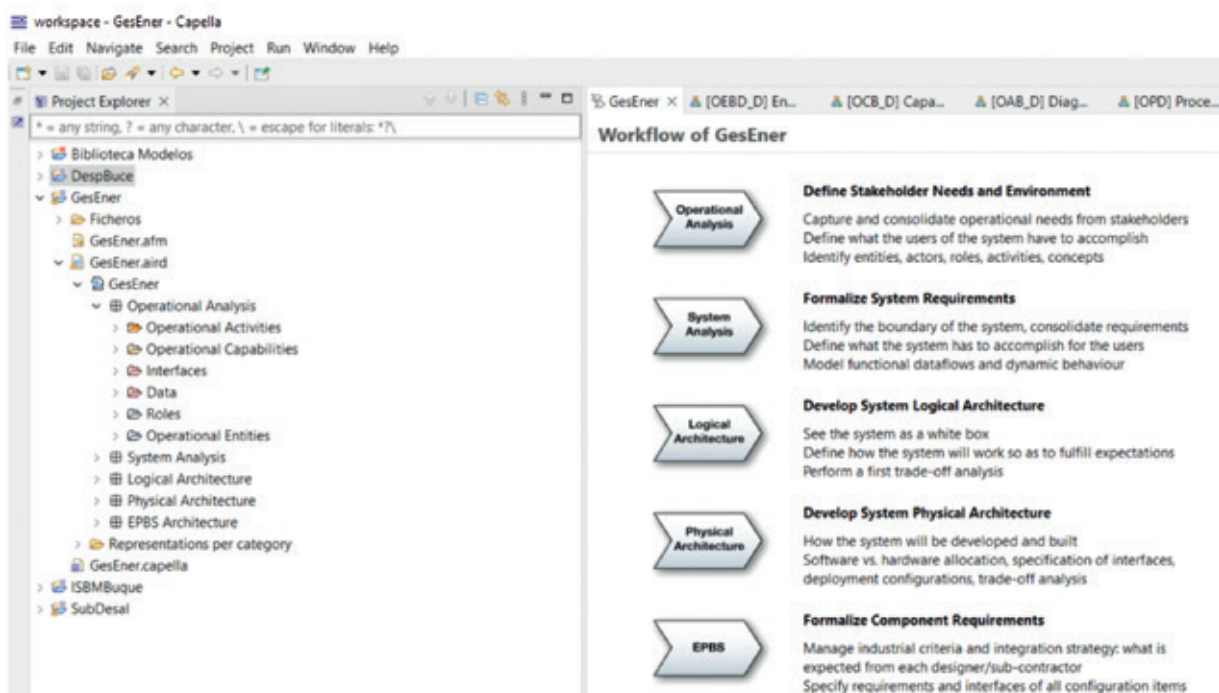 workspace - GesEner - Capella
File Edit Navigate Search Project Run Window Help
Project Explorer
* = any string, ? = any character, \ = escape for literals: *?\
Biblioteca Modelos
DespBuce
GesEner
Ficheros
GesEner.afm
GesEner.aird
GesEner
Operational Analysis
Operational Activities
Operational Capabilities
Interfaces
Data
Roles
Operational Entities
System Analysis
Logical Architecture
Physical Architecture
EPBS Architecture
Representations per category
GesEner.capella
ISBMBuque
SubDesal
GesEner [OEBD_D] En... [OCB_D] Capa... [OAB_D] Diag... [OPD] Proce...
Workflow of GesEner
Operational
Analysis
Define Stakeholder Needs and Environment
Capture and consolidate operational needs from stakeholders
Define what the users of the system have to accomplish
Identify entities, actors, roles, activities, concepts
System
Analysis
Formalize System Requirements
Identify the boundary of the system, consolidate requirements
Define what the system has to accomplish for the users
Model functional dataflows and dynamic behaviour
Logical
Architecture
Develop System Logical Architecture
See the system as a white box
Define how the system will work so as to fulfill expectations
Perform a first trade-off analysis
Physical
Architecture
Develop System Physical Architecture
How the system will be developed and built
Software vs. hardware allocation, specification of interfaces,
deployment configurations, trade-off analysis
EPBS
Formalize Component Requirements
Manage industrial criteria and integration strategy: what is
expected from each designer/sub-contractor
Specify requirements and interfaces of all configuration items